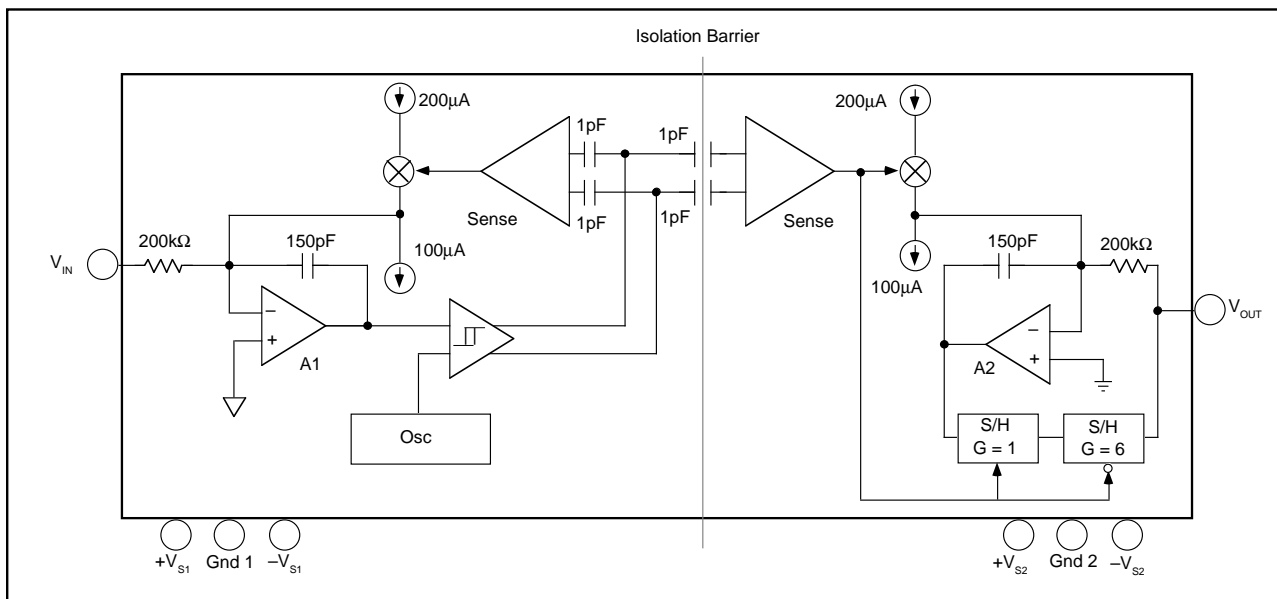 Isolation Barrier
200µA
200µA
1pF
1pF
Sense
1pF
1pF
Sense
200kΩ
150pF
100µA
150pF
200kΩ
100µA
V_IN
V_OUT
–
+
A1
–
+
A2
S/H
G = 1
S/H
G = 6
Osc
+V_S1
Gnd 1
–V_S1
+V_S2
Gnd 2
–V_S2